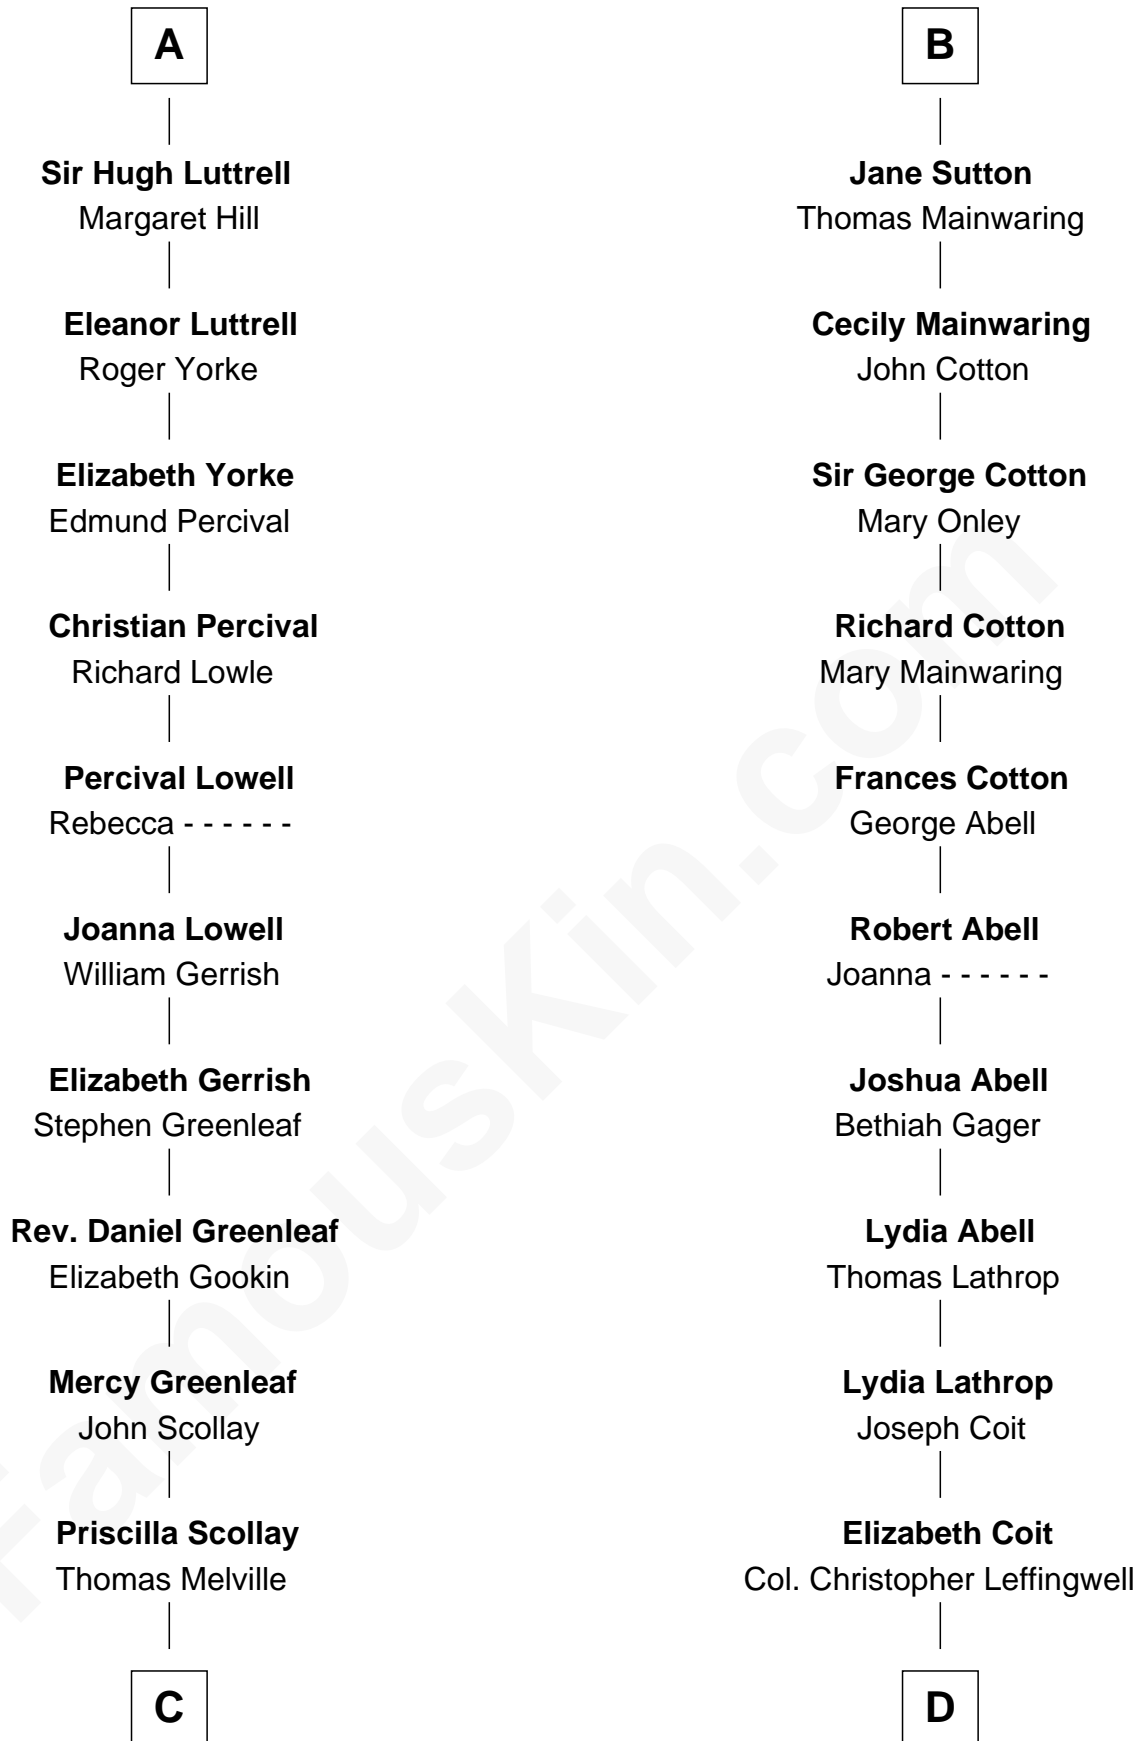 A
Sir Hugh Luttrell
Margaret Hill
Eleanor Luttrell
Roger Yorke
Elizabeth Yorke
Edmund Percival
Christian Percival
Richard Lowle
Percival Lowell
Rebecca - - - - - -
Joanna Lowell
William Gerrish
Elizabeth Gerrish
Stephen Greenleaf
Rev. Daniel Greenleaf
Elizabeth Gookin
Mercy Greenleaf
John Scollay
Priscilla Scollay
Thomas Melville
C
B
Jane Sutton
Thomas Mainwaring
Cecily Mainwaring
John Cotton
Sir George Cotton
Mary Onley
Richard Cotton
Mary Mainwaring
Frances Cotton
George Abell
Robert Abell
Joanna - - - - - -
Joshua Abell
Bethiah Gager
Lydia Abell
Thomas Lathrop
Lydia Lathrop
Joseph Coit
Elizabeth Coit
Col. Christopher Leffingwell
D
FamousKin.com